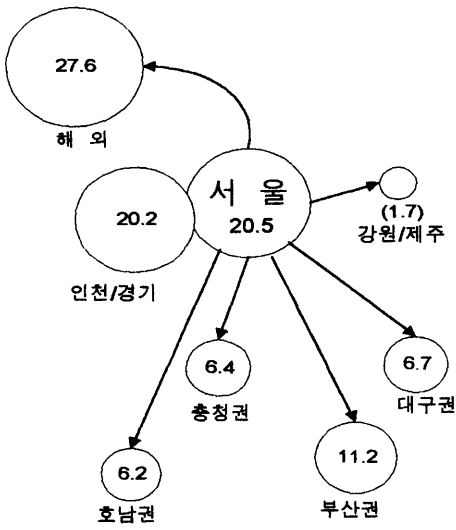 27.6
해 외
서 울
20.5
20.2
인천/경기
(1.7)
강원/제주
6.4
충청권
6.7
대구권
6.2
호남권
11.2
부산권